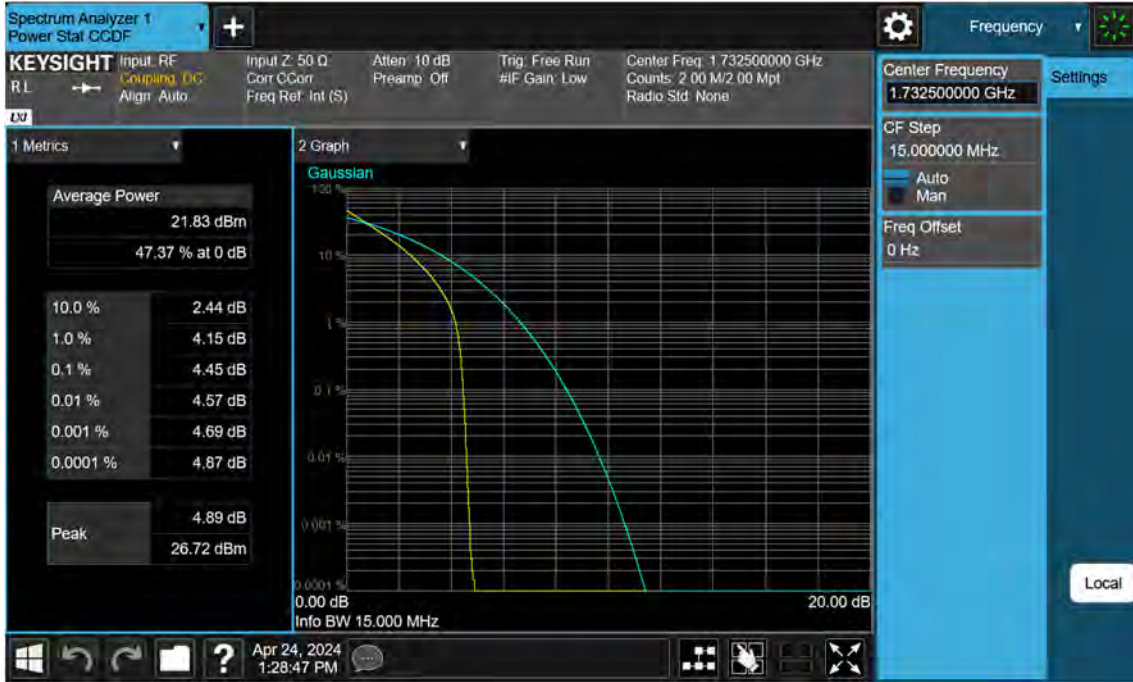 Spectrum Analyzer 1
Power Stat CCDF
+
Frequency
KEYSIGHT
RL
LXI
Input: RF
Coupling: DC
Align: Auto
Input Z: 50 Ω
Corr CCorr
Freq Ref: Int (S)
Atten: 10 dB
Preamp: Off
Trig: Free Run
#IF Gain: Low
Center Freq: 1.732500000 GHz
Counts: 2.00 M/2.00 Mpt
Radio Std: None
Center Frequency
1.732500000 GHz
Settings
CF Step
15.000000 MHz
Auto
Man
Freq Offset
0 Hz
1 Metrics
Average Power
21.83 dBm
47.37 % at 0 dB
10.0 % 2.44 dB
1.0 % 4.15 dB
0.1 % 4.45 dB
0.01 % 4.57 dB
0.001 % 4.69 dB
0.0001 % 4.87 dB
Peak
4.89 dB
26.72 dBm
2 Graph
Gaussian
100 %
10 %
1 %
0.1 %
0.01 %
0.001 %
0.0001 %
0.00 dB
20.00 dB
Info BW 15.000 MHz
Local
?
Apr 24, 2024
1:28:47 PM